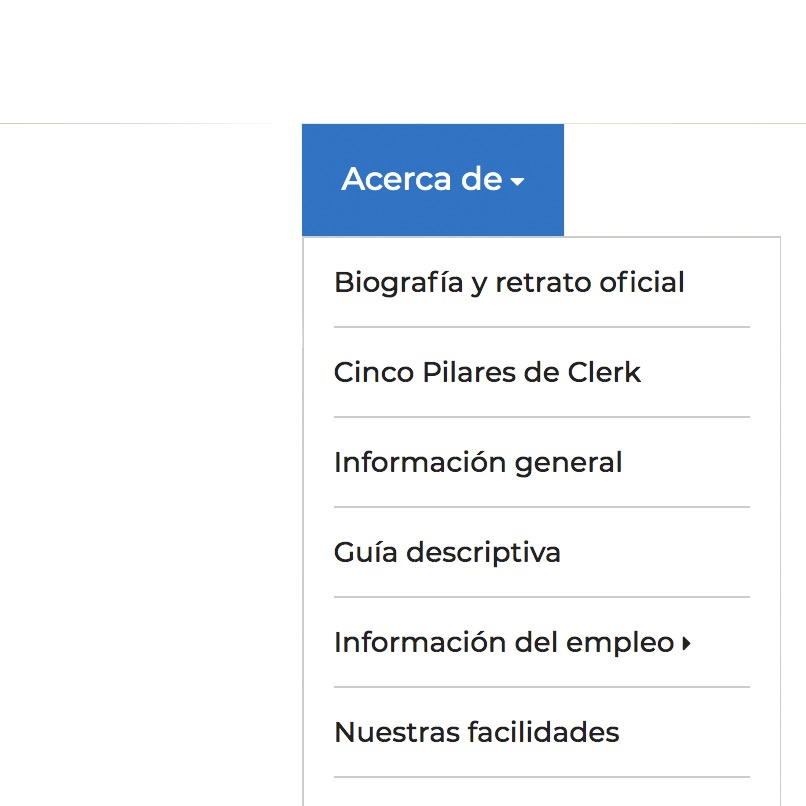 Acerca de
Biografía y retrato oficial
Cinco Pilares de Clerk
Información general
Guía descriptiva
Información del empleo
Nuestras facilidades